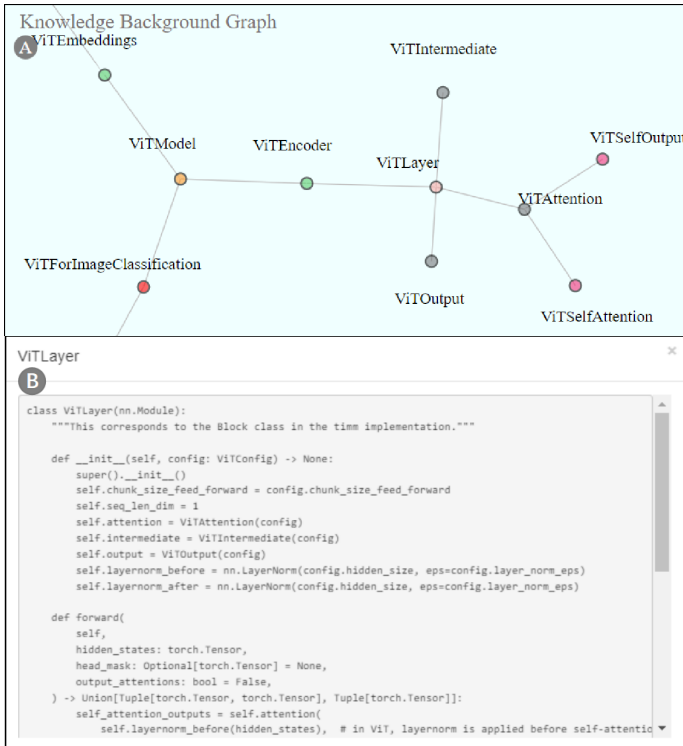 Knowledge Background Graph
A
ViTEmbeddings
ViTIntermediate
ViTModel
ViTEncoder
ViTLayer
ViTSelfOutput
ViTAttention
ViTForImageClassification
ViTOutput
ViTSelfAttention
ViTLayer
×
B
class ViTLayer(nn.Module):
    """This corresponds to the Block class in the timm implementation."""
    def __init__(self, config: ViTConfig) -> None:
        super().__init__()
        self.chunk_size_feed_forward = config.chunk_size_feed_forward
        self.seq_len_dim = 1
        self.attention = ViTAttention(config)
        self.intermediate = ViTIntermediate(config)
        self.output = ViTOutput(config)
        self.layernorm_before = nn.LayerNorm(config.hidden_size, eps=config.layer_norm_eps)
        self.layernorm_after = nn.LayerNorm(config.hidden_size, eps=config.layer_norm_eps)
    def forward(
        self,
        hidden_states: torch.Tensor,
        head_mask: Optional[torch.Tensor] = None,
        output_attentions: bool = False,
    ) -> Union[Tuple[torch.Tensor, torch.Tensor], Tuple[torch.Tensor]]:
        self_attention_outputs = self.attention(
            self.layernorm_before(hidden_states),  # in ViT, layernorm is applied before self-attentio